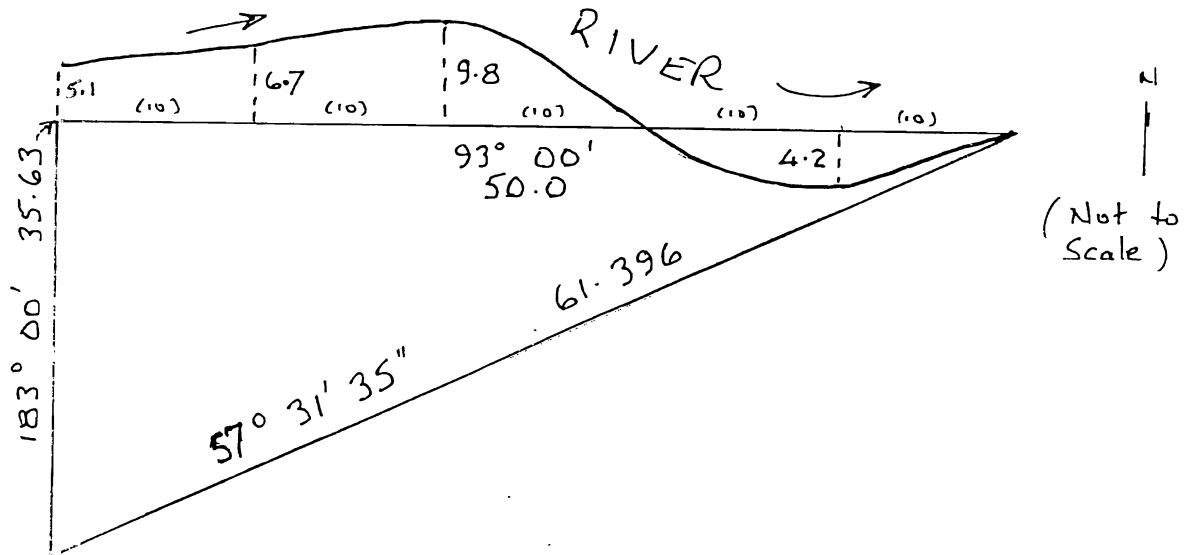 RIVER
N
5.1
6.7
9.8
(10)
(10)
(10)
(10)
(10)
93° 00'
50.0
4.2
(Not to
Scale)
183° 00' 35.63
61.396
57° 31' 35"